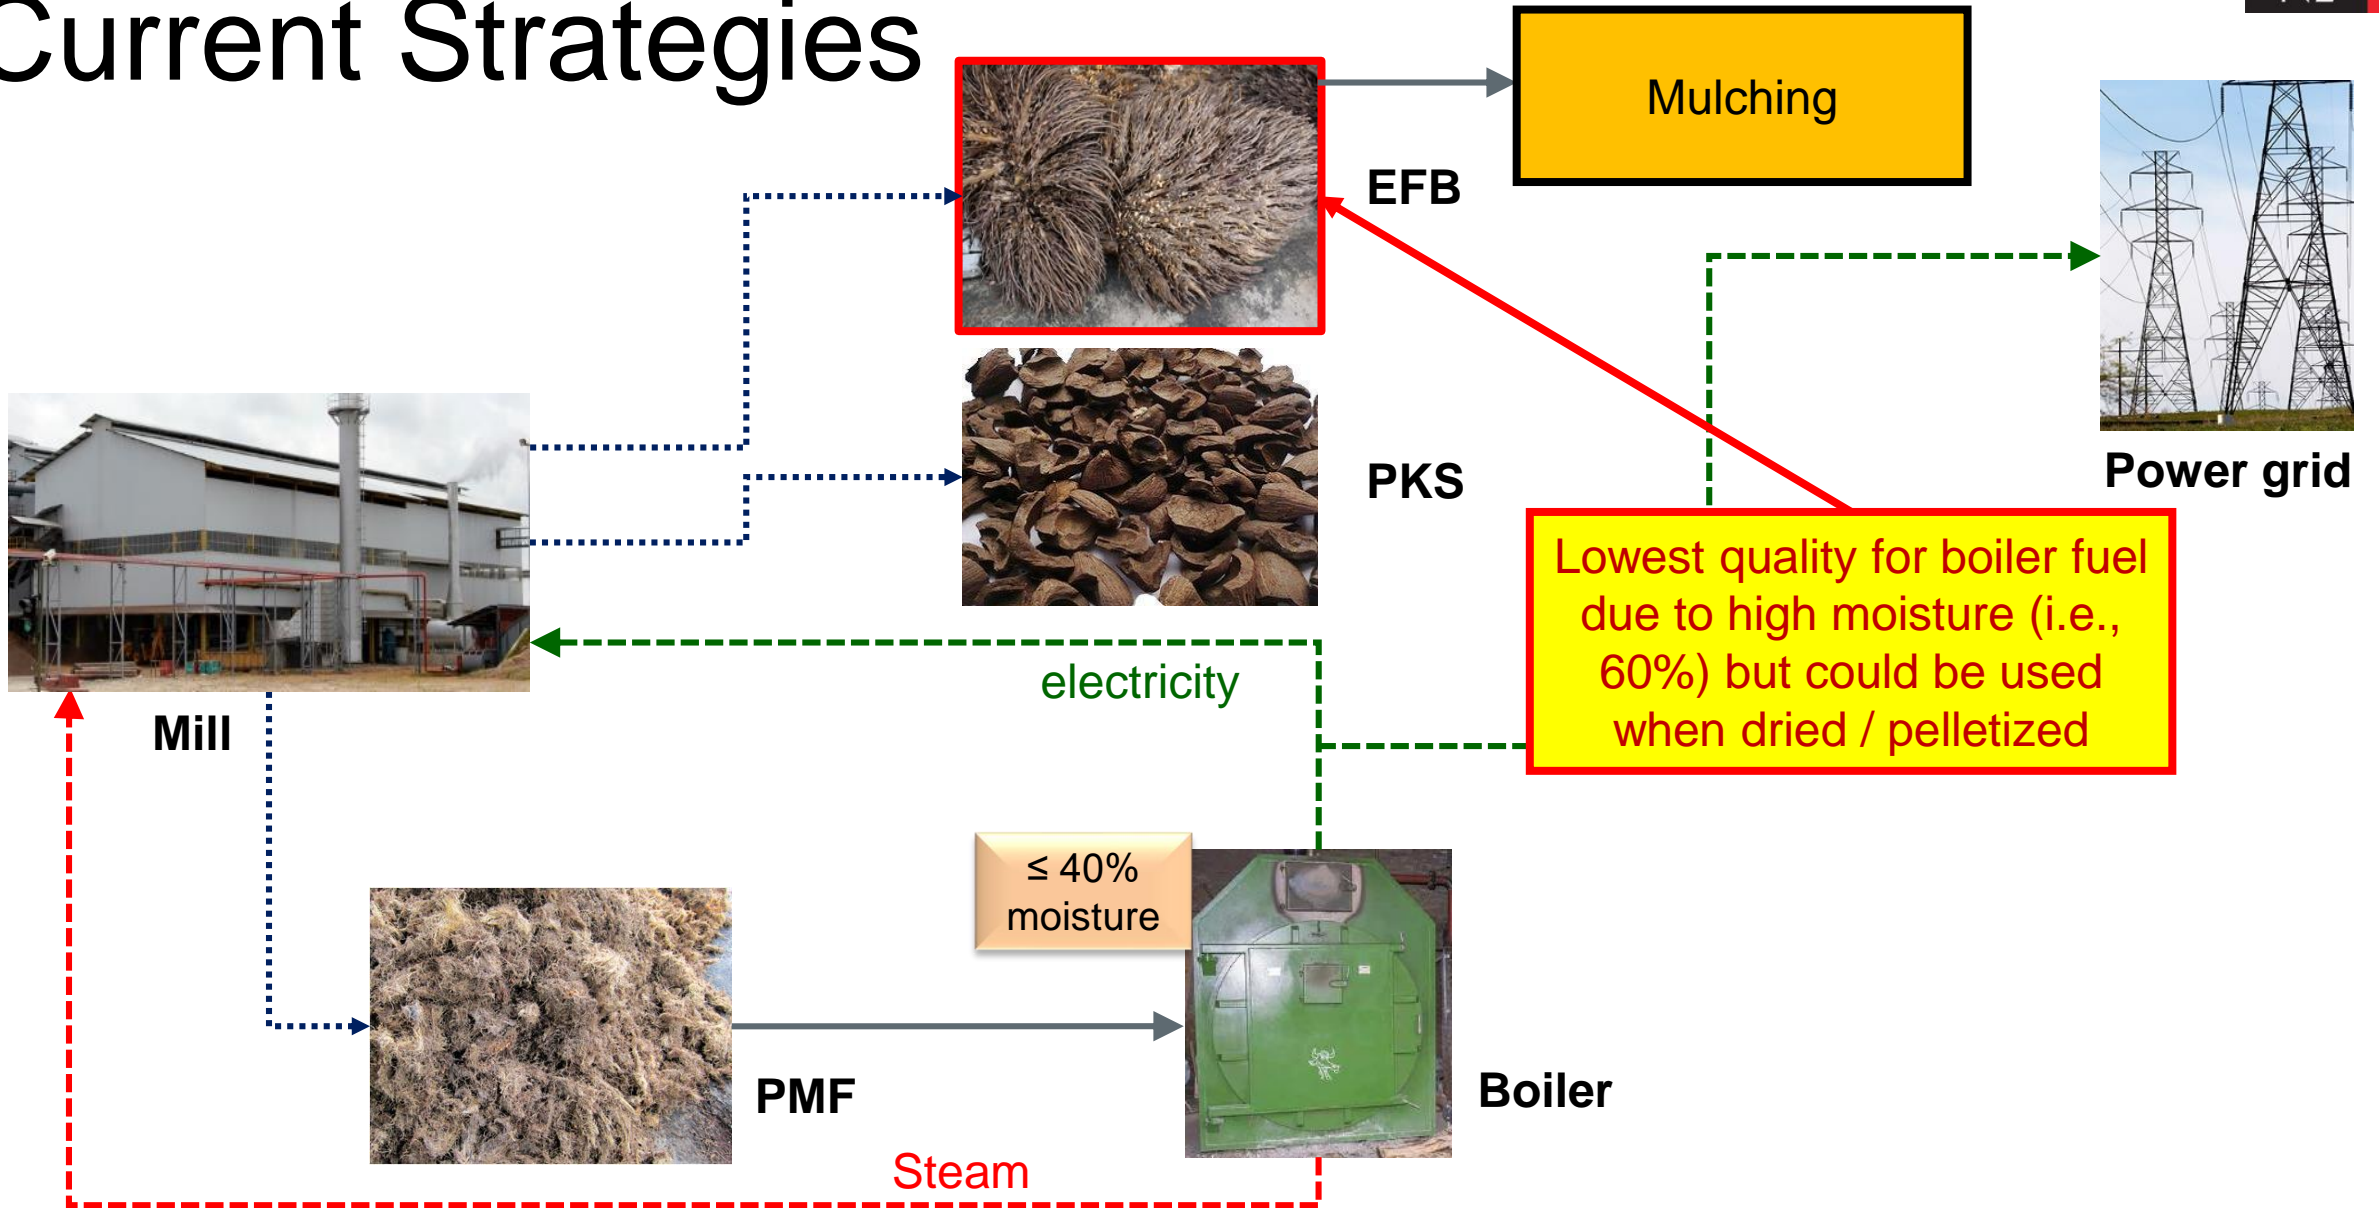 Current Strategies
Mulching
EFB
PKS
Power grid
Lowest quality for boiler fuel
due to high moisture (i.e.,
60%) but could be used
when dried / pelletized
electricity
Mill
≤ 40%
moisture
PMF
Boiler
Steam